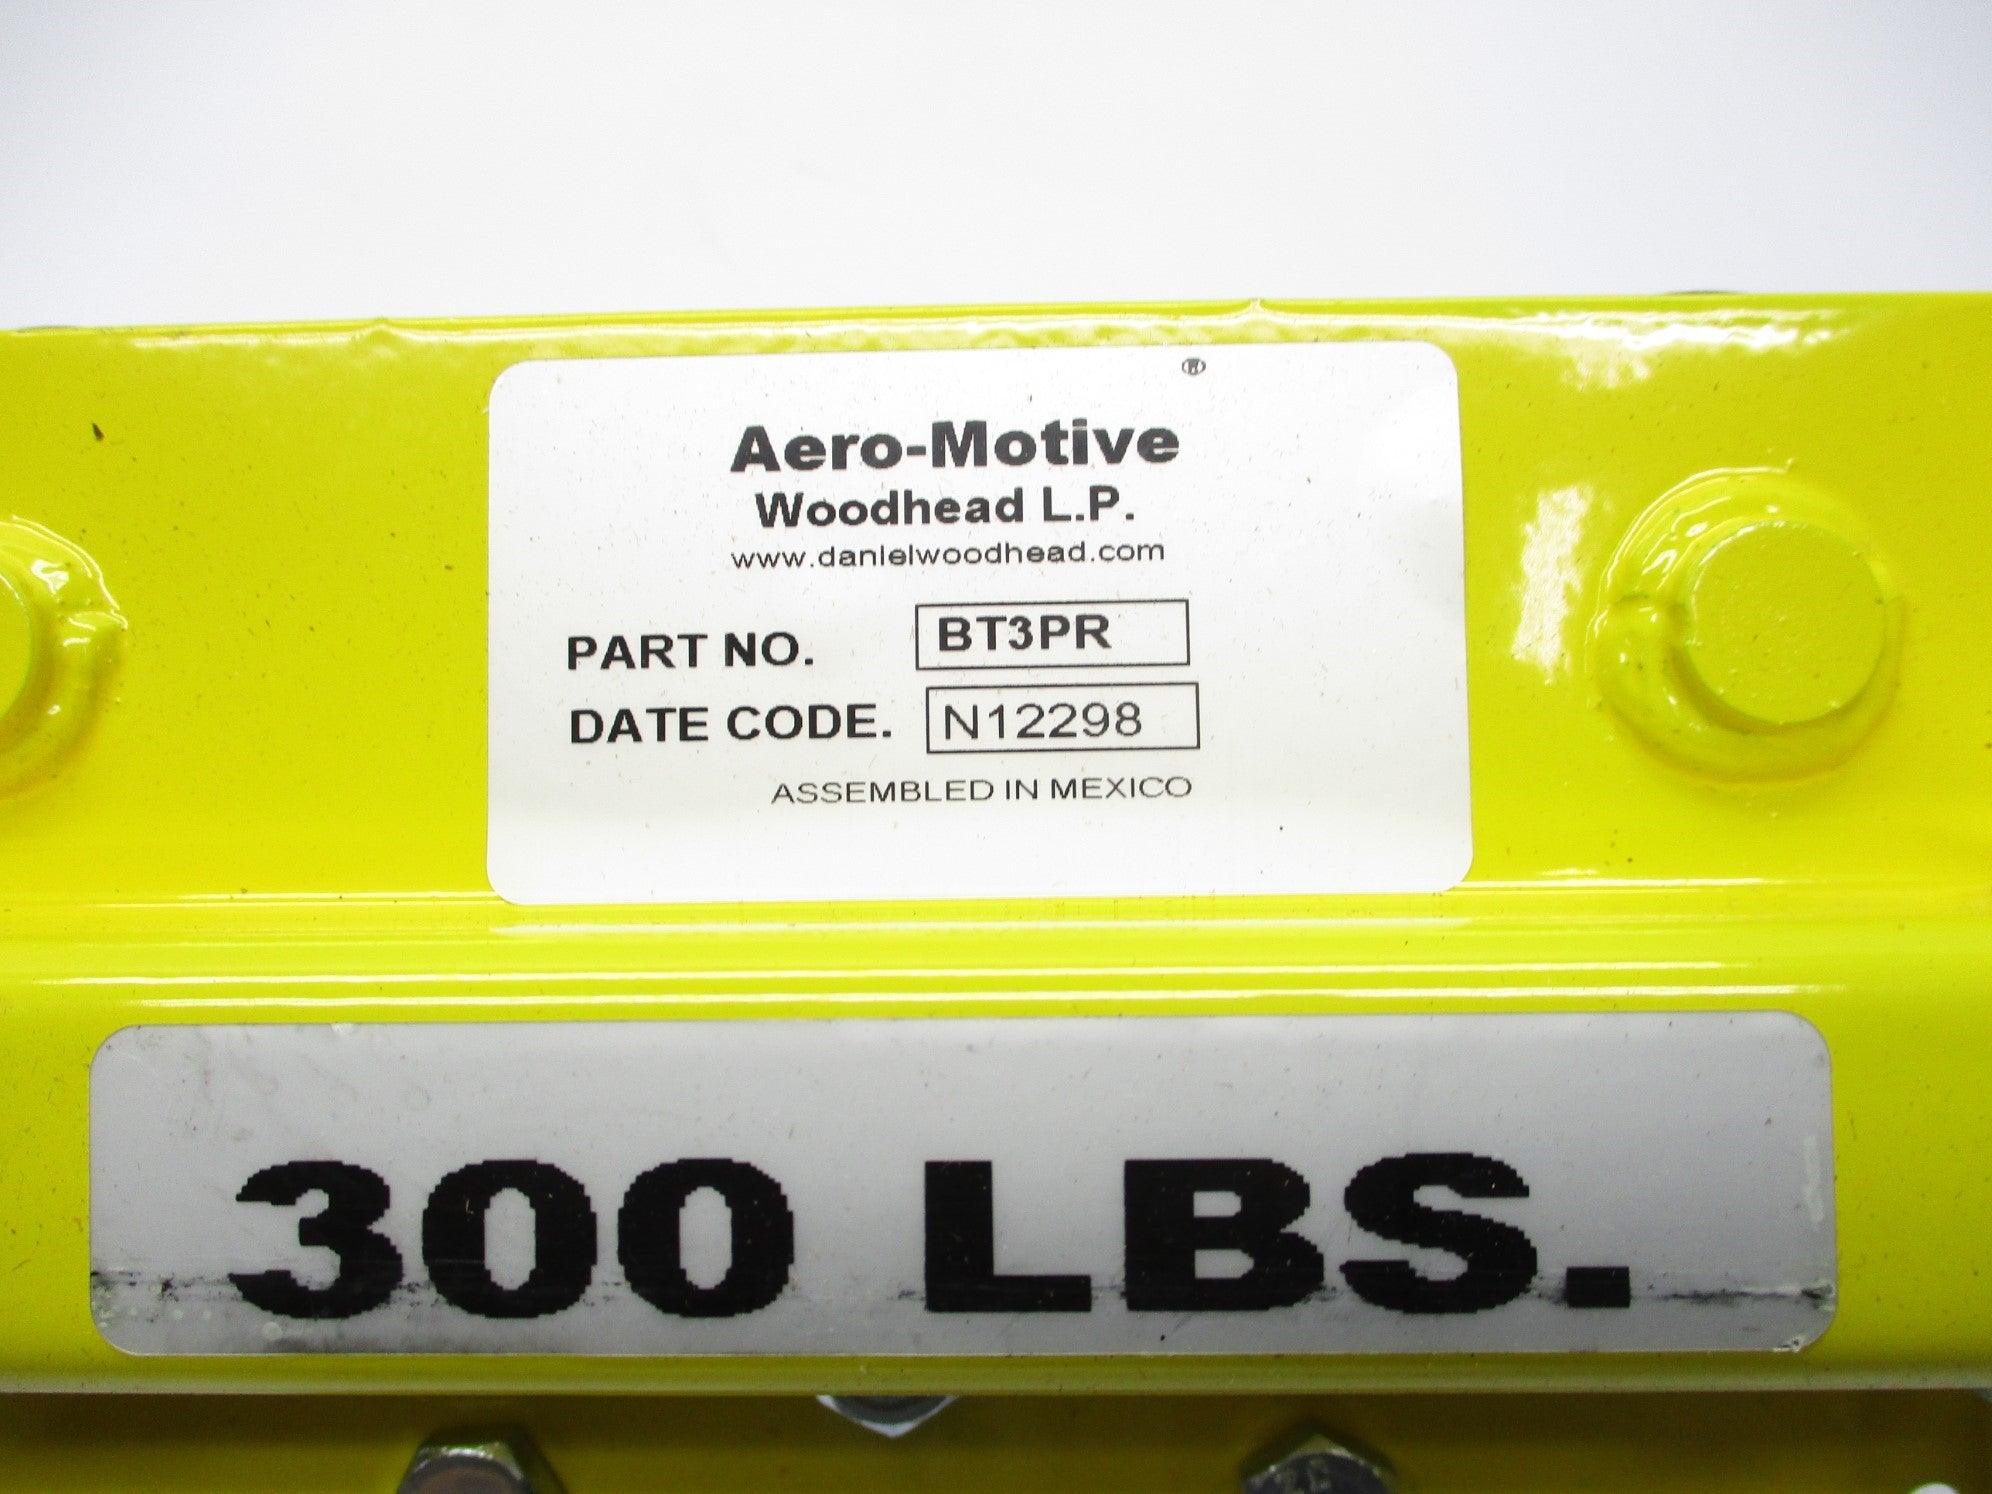 ®
Aero-Motive
Woodhead L.P.
www.danielwoodhead.com
PART NO. BT3PR
DATE CODE. N12298
ASSEMBLED IN MEXICO
300 LBS.